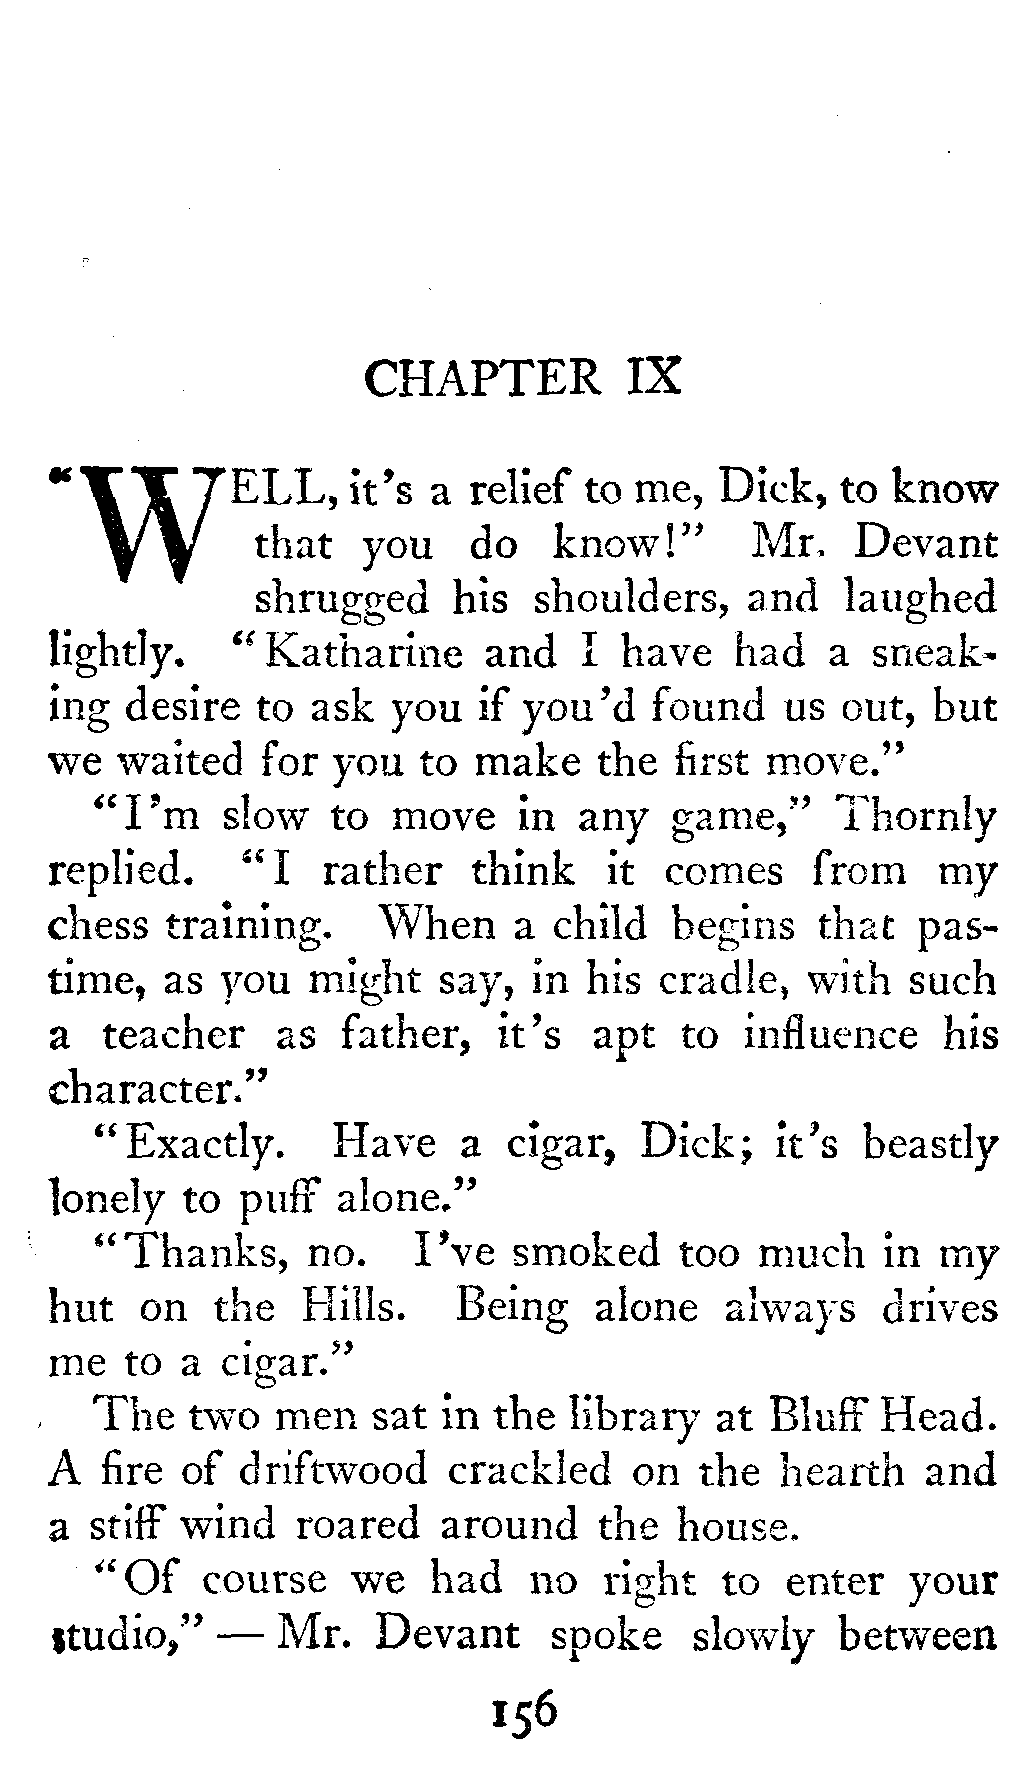 CHAPTER IX
“WELL, it’s a relief to me, Dick, to know
that you do know!” Mr. Devant
shrugged his shoulders, and laughed
lightly. “Katharine and I have had a sneak-
ing desire to ask you if you’d found us out, but
we waited for you to make the first move.”
“I’m slow to move in any game,” Thornly
replied. “I rather think it comes from my
chess training. When a child begins that pas-
time, as you might say, in his cradle, with such
a teacher as father, it’s apt to influence his
character.”
“Exactly. Have a cigar, Dick; it’s beastly
lonely to puff alone.”
“Thanks, no. I’ve smoked too much in my
hut on the Hills. Being alone always drives
me to a cigar.”
The two men sat in the library at Bluff Head.
A fire of driftwood crackled on the hearth and
a stiff wind roared around the house.
“Of course we had no right to enter your
studio,” — Mr. Devant spoke slowly between
156